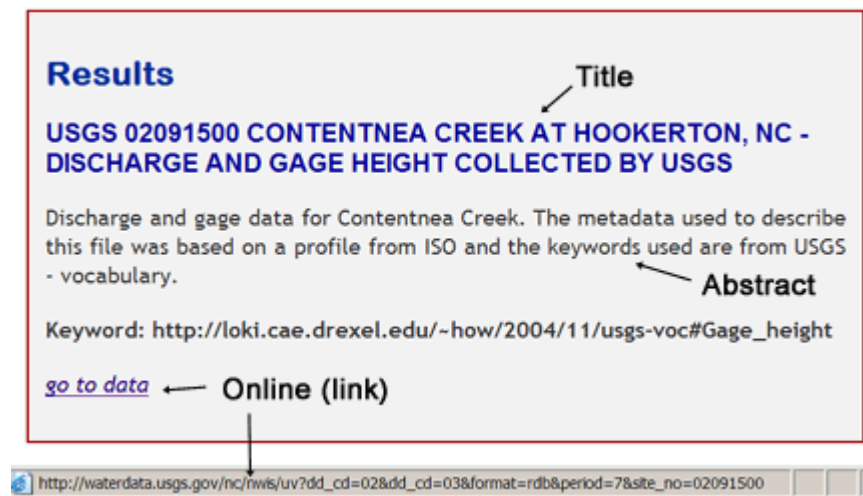 Results
Title
USGS 02091500 CONTENTNEA CREEK AT HOOKERTON, NC -
DISCHARGE AND GAGE HEIGHT COLLECTED BY USGS
Discharge and gage data for Contentnea Creek. The metadata used to describe
this file was based on a profile from ISO and the keywords used are from USGS
- vocabulary.
Abstract
Keyword: http://loki.cae.drexel.edu/~how/2004/11/usgs-voc#Gage_height
go to data
Online (link)
http://waterdata.usgs.gov/nc/nwis/uv?dd_cd=02&dd_cd=03&format=rdb&period=7&site_no=02091500